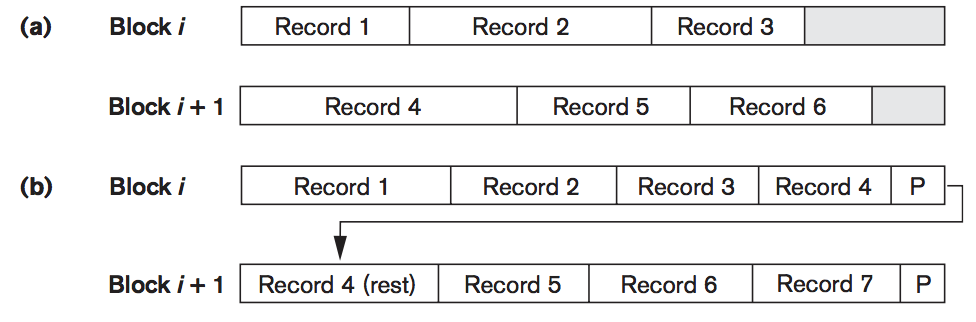 (a) Block i Record 1 Record 2 Record 3
Block i + 1 Record 4 Record 5 Record 6
(b) Block i Record 1 Record 2 Record 3 Record 4 P
Block i + 1 Record 4 (rest) Record 5 Record 6 Record 7 P